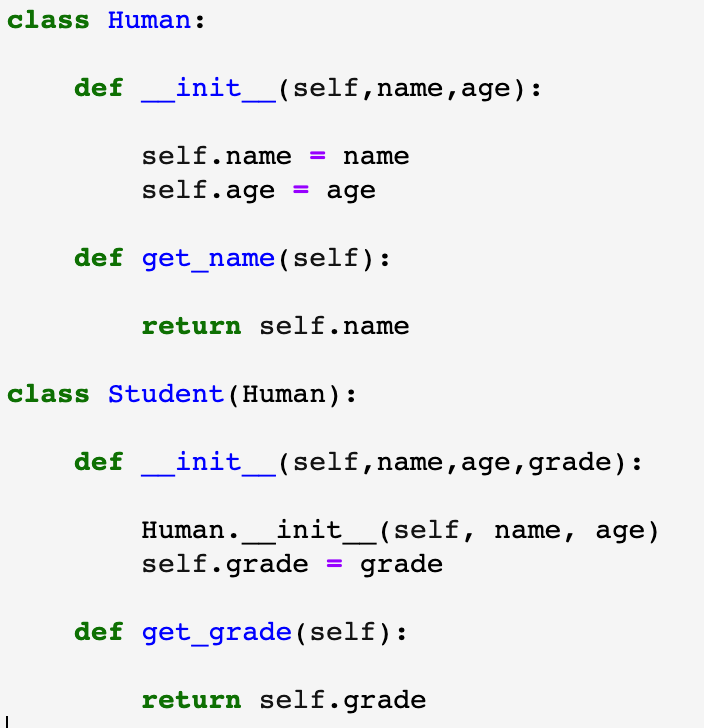 class Human:
    def __init__(self,name,age):
        self.name = name
        self.age = age
    def get_name(self):
        return self.name
class Student(Human):
    def __init__(self,name,age,grade):
        Human.__init__(self, name, age)
        self.grade = grade
    def get_grade(self):
        return self.grade